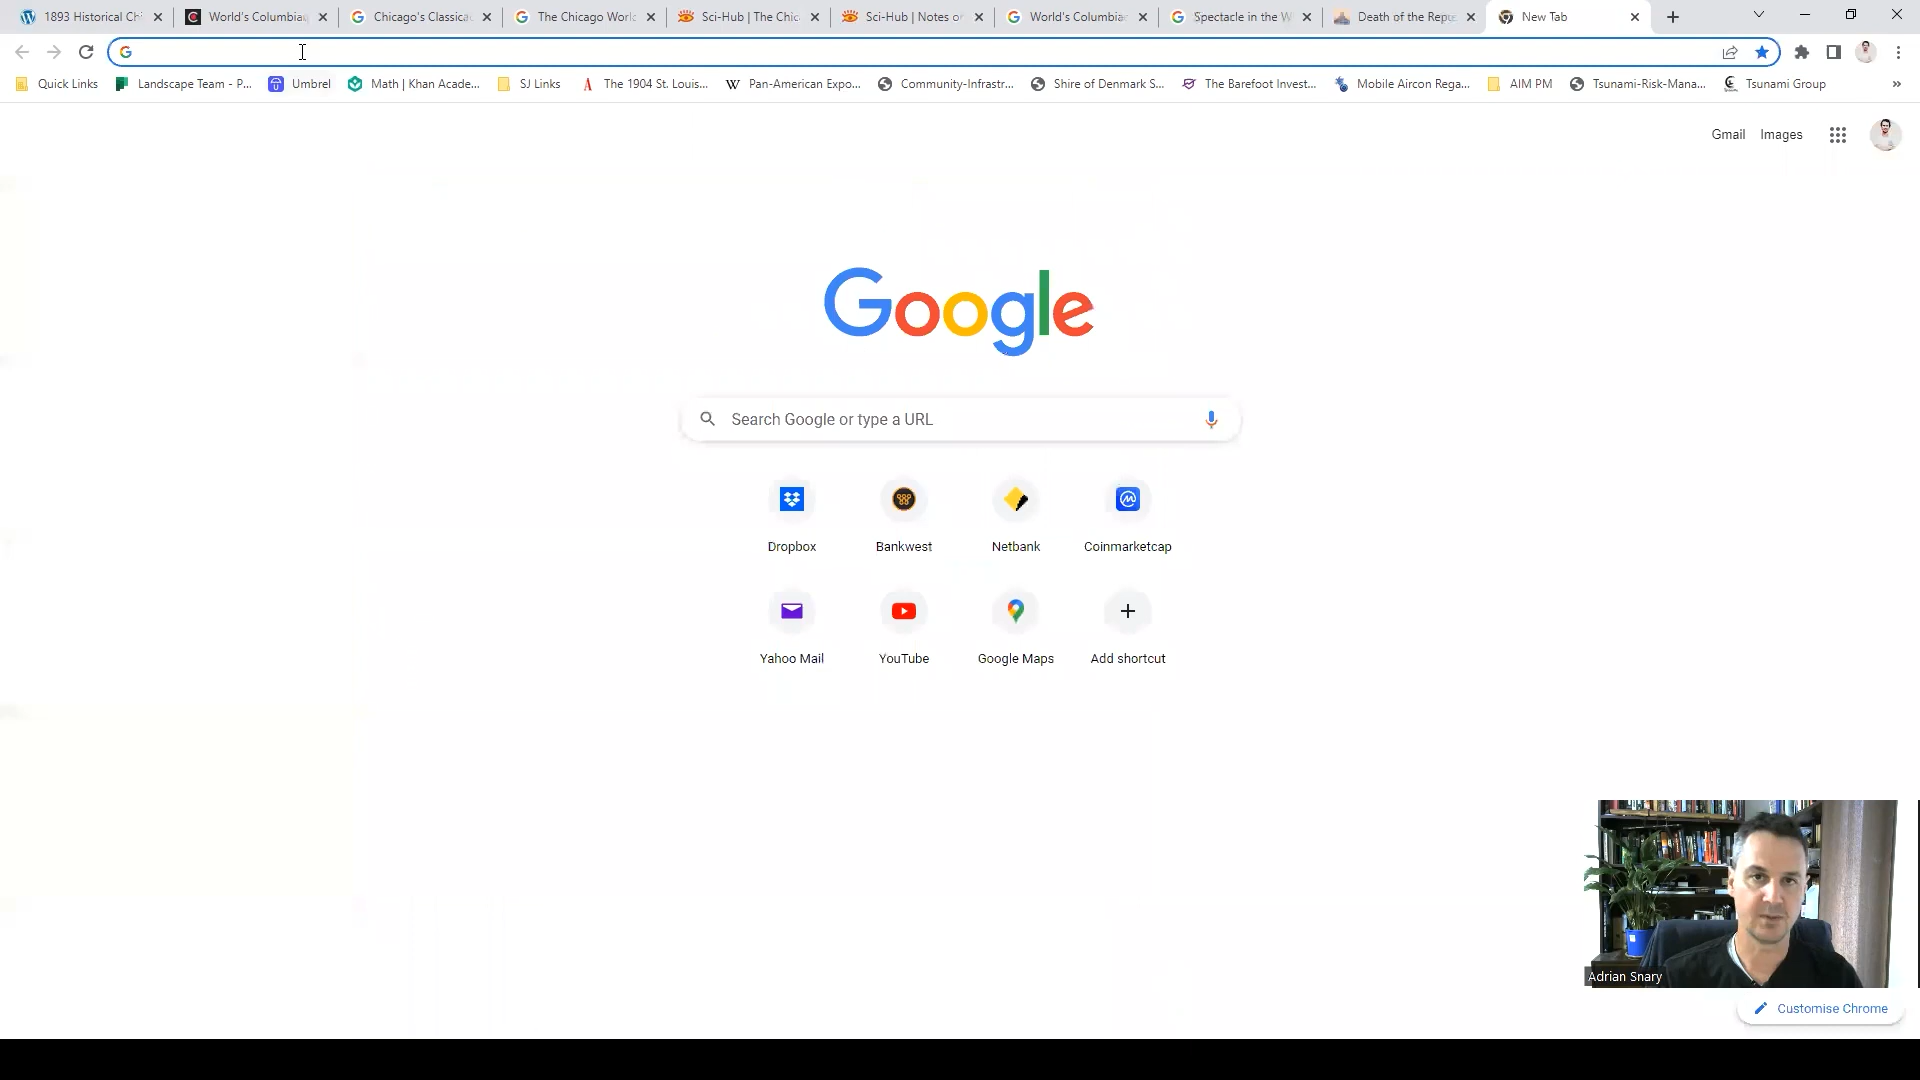 1893 Historical Chi
World's Columbian
Chicago's Classica
The Chicago Worl
Sci-Hub | The Chic
Sci-Hub | Notes o
World's Columbia
Spectacle in the W
Death of the Repu
New Tab
Quick Links
Landscape Team - P...
Umbrel
Math | Khan Acade...
SJ Links
The 1904 St. Louis...
Pan-American Expo...
Community-Infrastr...
Shire of Denmark S...
The Barefoot Invest...
Mobile Aircon Rega...
AIM PM
Tsunami-Risk-Mana...
Tsunami Group
Gmail
Images
Google
Search Google or type a URL
Dropbox
Bankwest
Netbank
Coinmarketcap
Yahoo Mail
YouTube
Google Maps
Add shortcut
Adrian Snary
Customise Chrome